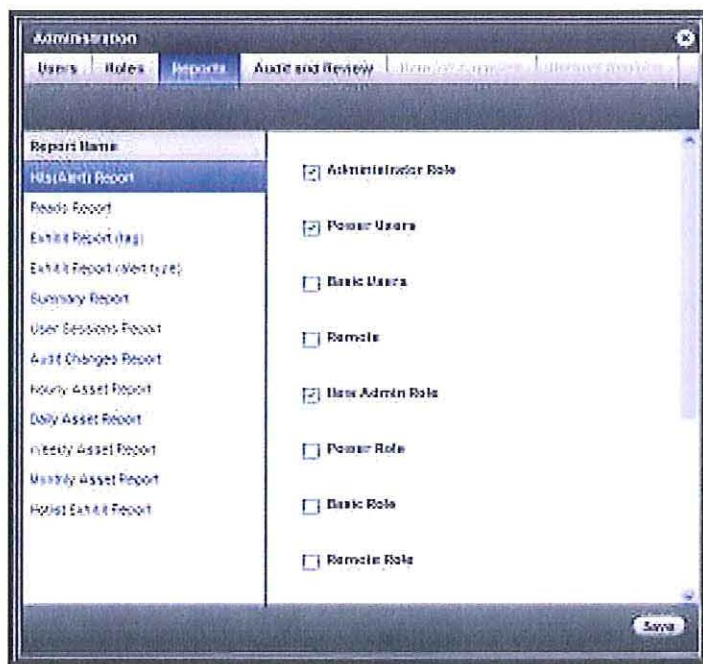 Administration
Users Roles Reports Audit and Review
Report Name
Hits(Alert) Report
Reads Report
Exhibit Report (tag)
Exhibit Report (alert type)
Summary Report
User Sessions Report
Audit Changes Report
Hourly Asset Report
Daily Asset Report
Weekly Asset Report
Monthly Asset Report
Hotlist Exhibit Report
Administrator Role
Power Users
Basic Users
Remote
New Admin Role
Power Role
Basic Role
Remote Role
Save